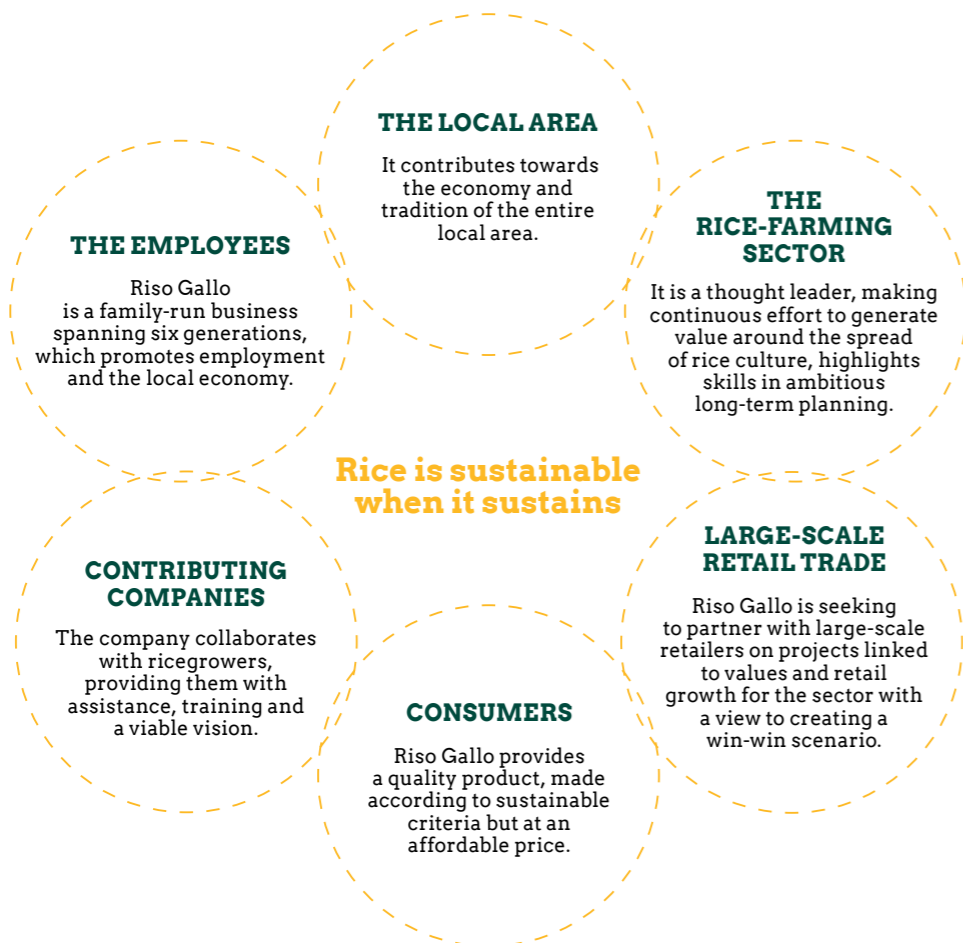 THE LOCAL AREA
It contributes towards
the economy and
tradition of the entire
local area.
THE
RICE-FARMING
SECTOR
It is a thought leader, making
continuous effort to generate
value around the spread
of rice culture, highlights
skills in ambitious
long-term planning.
LARGE-SCALE
RETAIL TRADE
Riso Gallo is seeking
to partner with large-scale
retailers on projects linked
to values and retail
growth for the sector with
a view to creating a
win-win scenario.
CONSUMERS
Riso Gallo provides
a quality product, made
according to sustainable
criteria but at an
affordable price.
CONTRIBUTING
COMPANIES
The company collaborates
with ricegrowers,
providing them with
assistance, training and
a viable vision.
THE EMPLOYEES
Riso Gallo
is a family-run business
spanning six generations,
which promotes employment
and the local economy.
Rice is sustainable
when it sustains